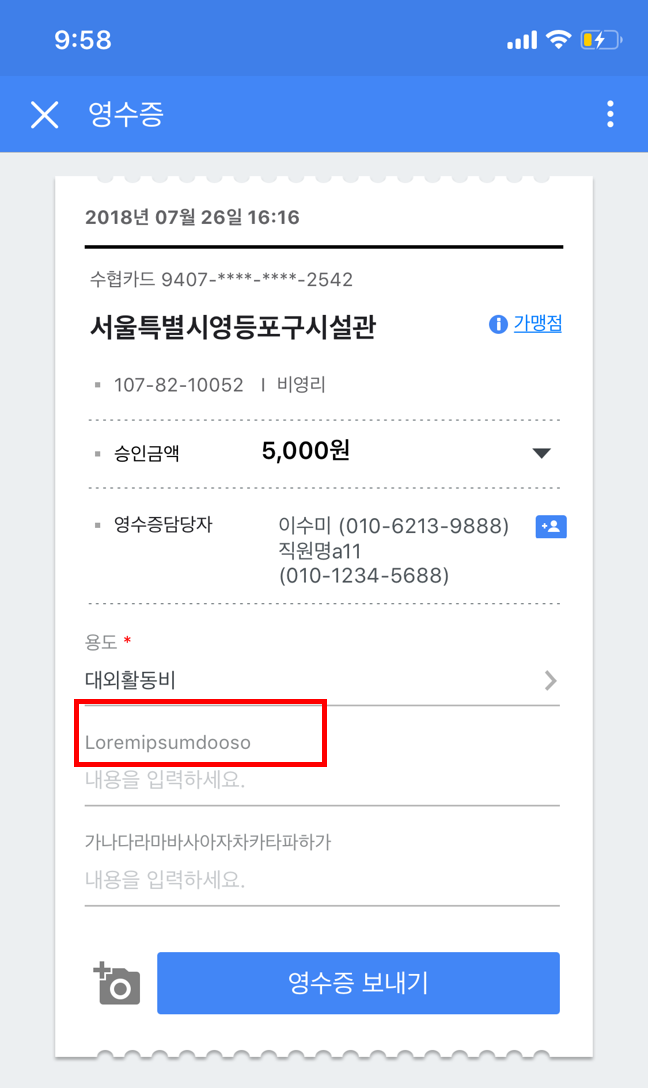 9:58
영수증
2018년 07월 26일 16:16
수협카드 9407-****-****-2542
서울특별시영등포구시설관
가맹점
107-82-10052 I 비영리
승인금액 5,000원
영수증담당자 이수미 (010-6213-9888)
직원명a11
(010-1234-5688)
용도 *
대외활동비
Loremipsumdooso
내용을 입력하세요.
가나다라마바사아자차카타파하가
내용을 입력하세요.
영수증 보내기